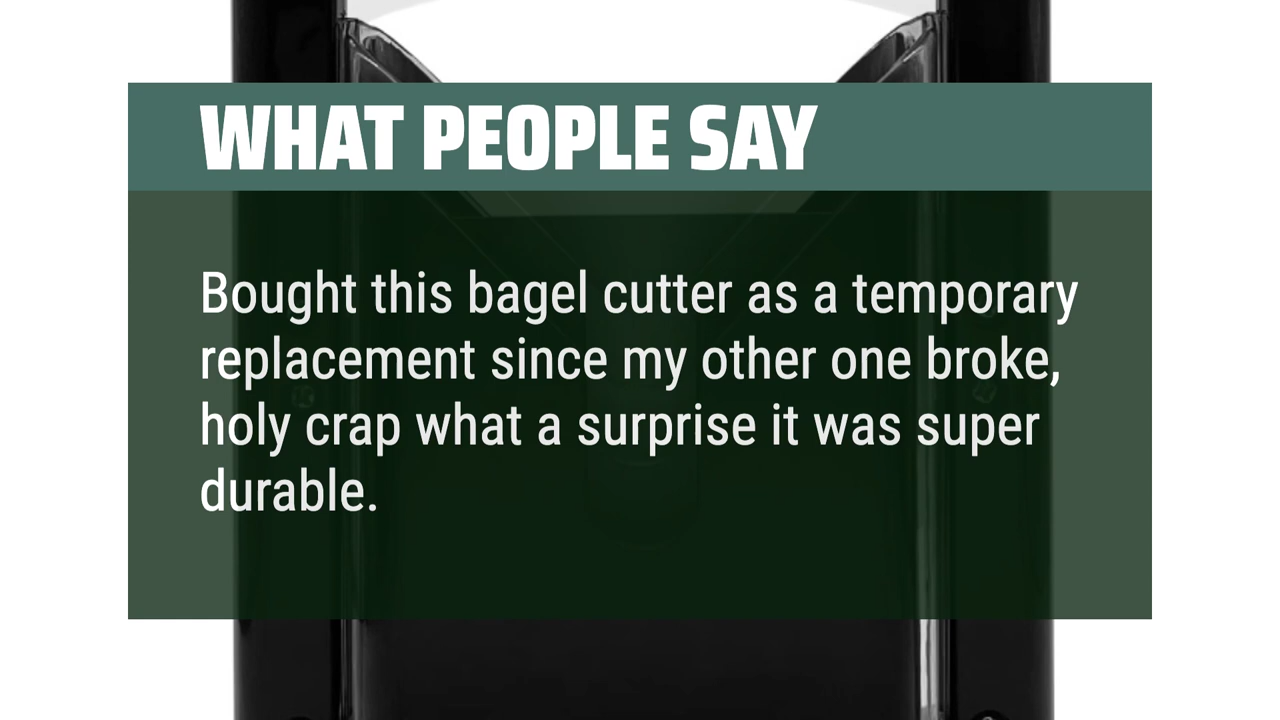 WHAT PEOPLE SAY
Bought this bagel cutter as a temporary
replacement since my other one broke,
holy crap what a surprise it was super
durable.